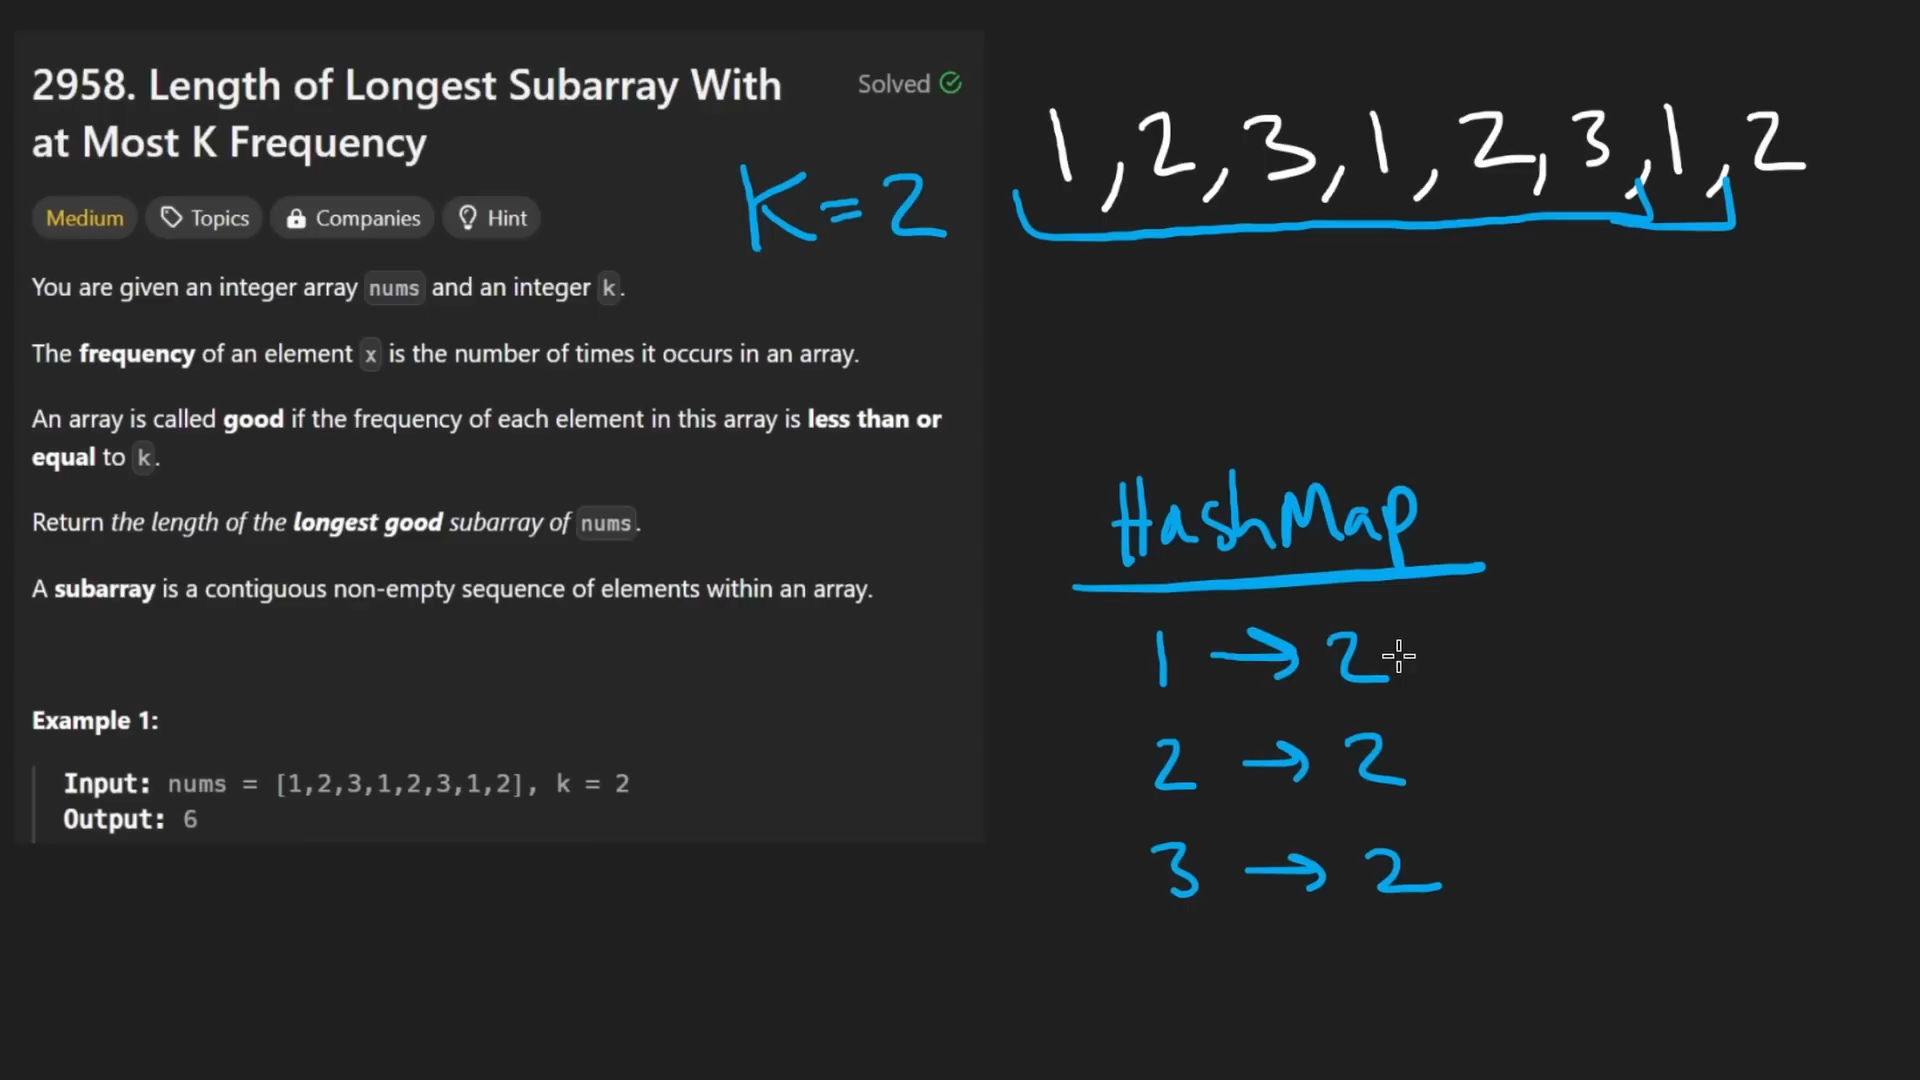 2958. Length of Longest Subarray With
at Most K Frequency
Solved
Medium Topics Companies Hint
You are given an integer array nums and an integer k.
The frequency of an element x is the number of times it occurs in an array.
An array is called good if the frequency of each element in this array is less than or
equal to k.
Return the length of the longest good subarray of nums.
A subarray is a contiguous non-empty sequence of elements within an array.
Example 1:
Input: nums = [1,2,3,1,2,3,1,2], k = 2
Output: 6
K=2
1,2,3,1,2,3,1,2
HashMap
1 → 2
2 → 2
3 → 2